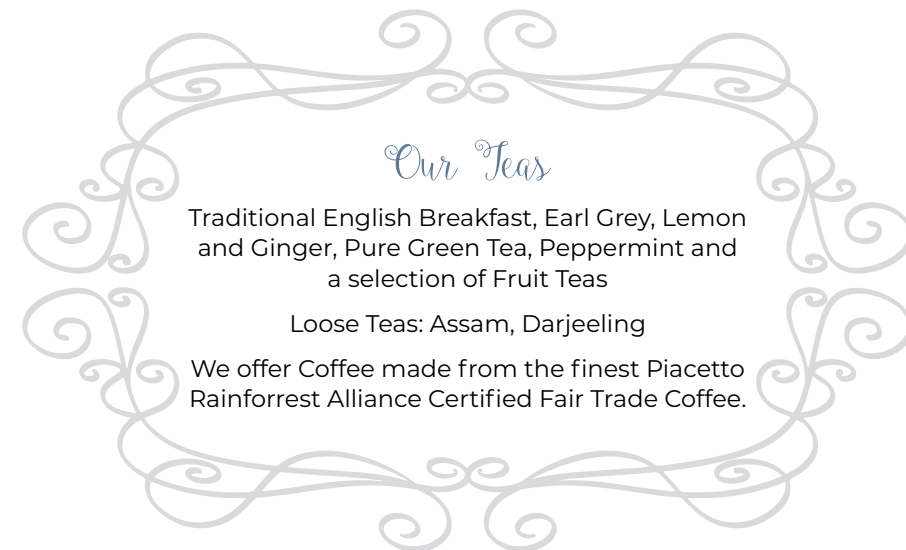 Our Teas
Traditional English Breakfast, Earl Grey, Lemon
and Ginger, Pure Green Tea, Peppermint and
a selection of Fruit Teas
Loose Teas: Assam, Darjeeling
We offer Coffee made from the finest Piacetto
Rainforrest Alliance Certified Fair Trade Coffee.